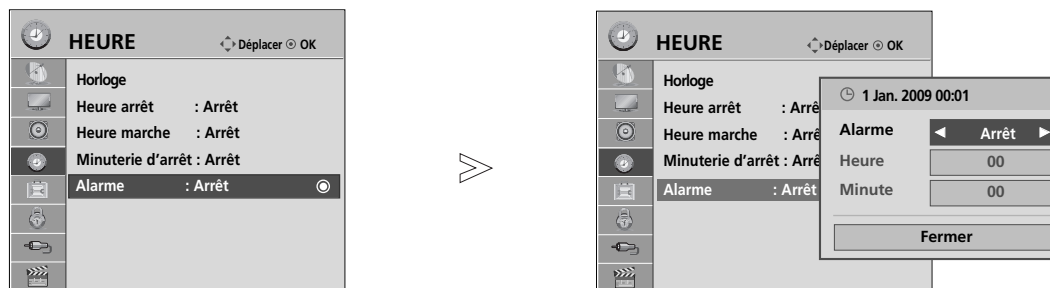 HEURE
Déplacer OK
Horloge
Heure arrêt : Arrêt
Heure marche : Arrêt
Minuterie d'arrêt : Arrêt
Alarme : Arrêt
HEURE
Déplacer OK
Horloge
Heure arrêt : Arrê
Heure marche : Arrê
Minuterie d'arrêt : Arrê
Alarme : Arrêt
1 Jan. 2009 00:01
Alarme ◀ Arrêt ▶
Heure 00
Minute 00
Fermer